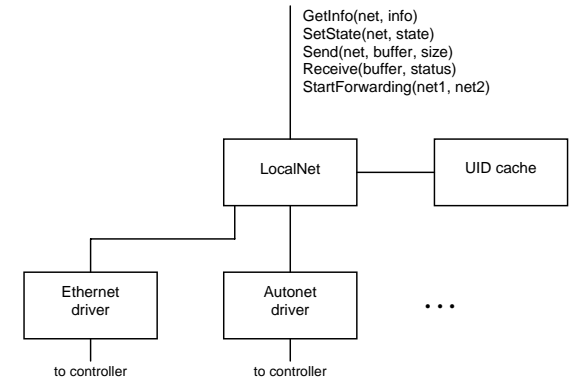 GetInfo(net, info)
SetState(net, state)
Send(net, buffer, size)
Receive(buffer, status)
StartForwarding(net1, net2)
LocalNet
UID cache
Ethernet
driver
Autonet
driver
...
to controller
to controller